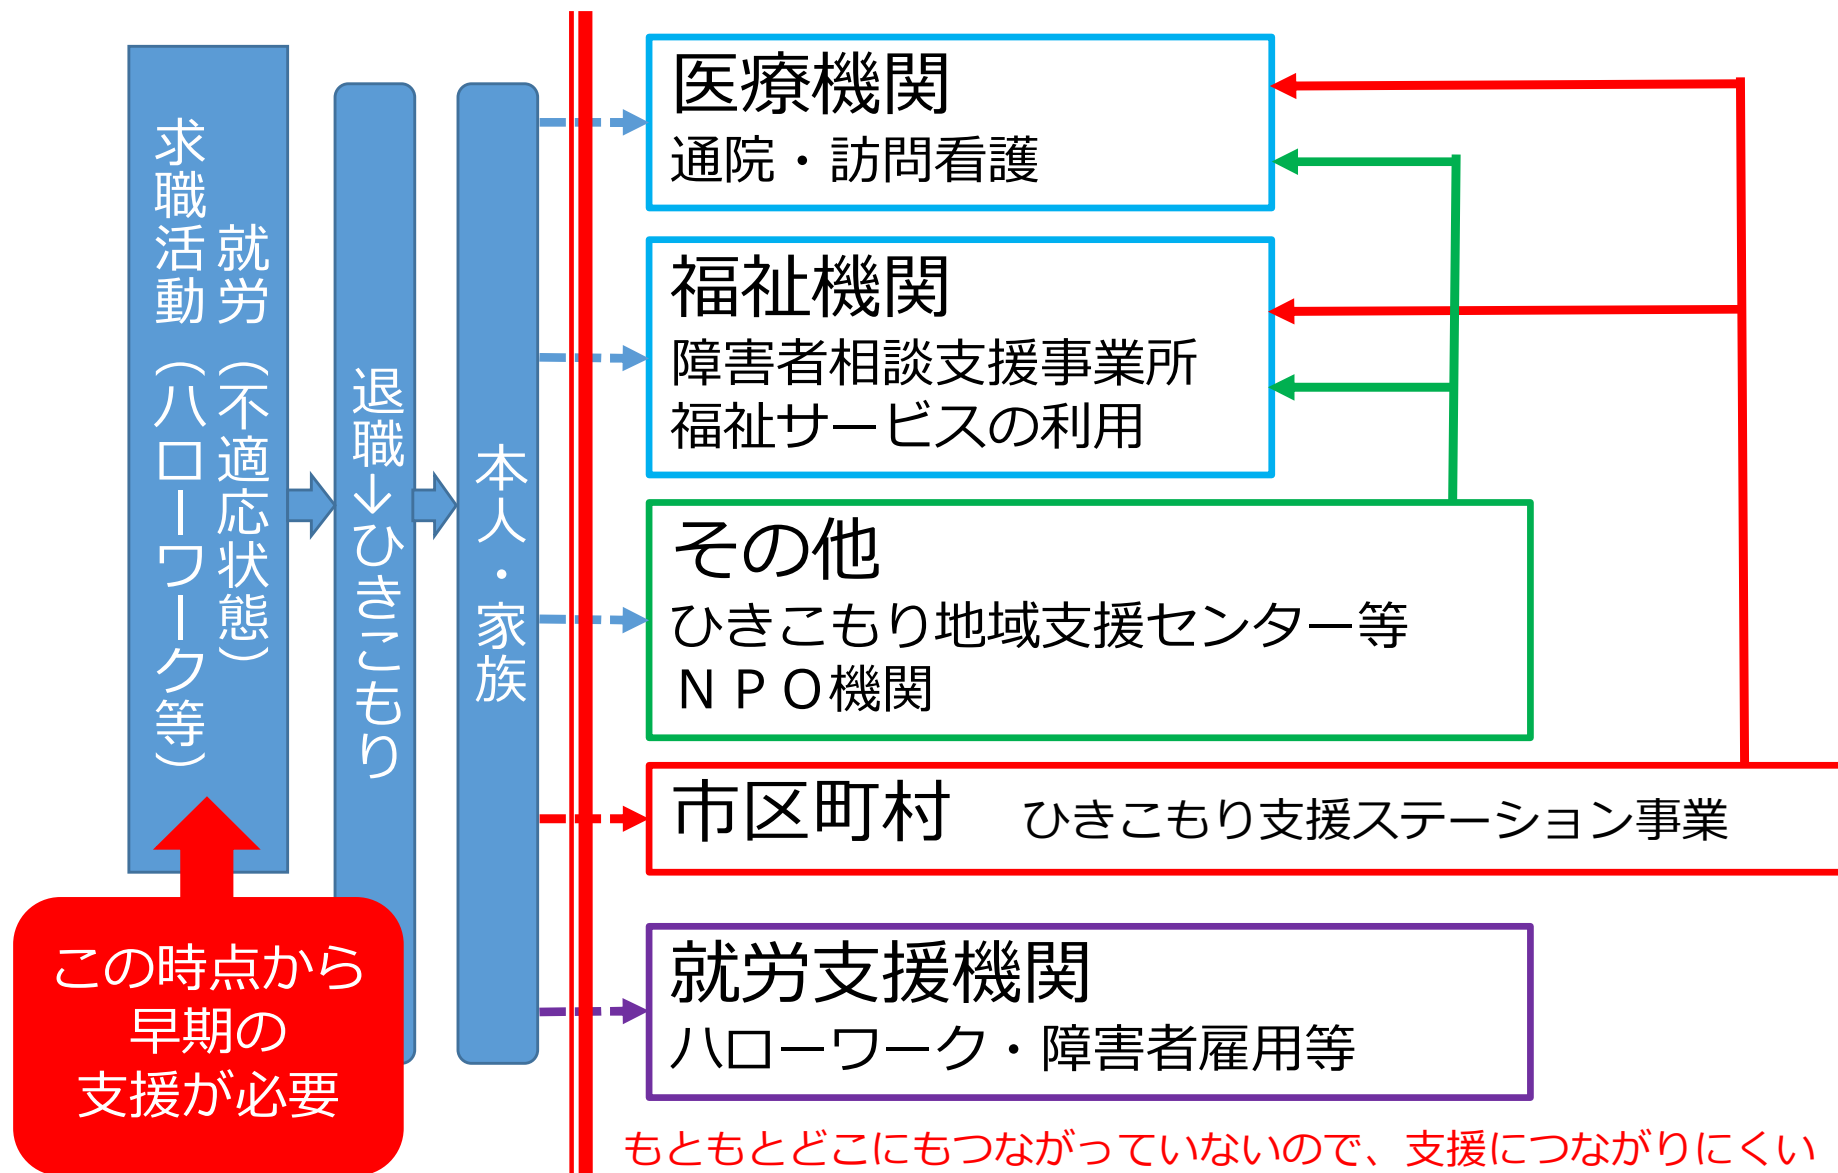 就労（不適応状態）
求職活動（ハローワーク等）
退職→ひきこもり
本人・家族
この時点から
早期の
支援が必要
医療機関
通院・訪問看護
福祉機関
障害者相談支援事業所
福祉サービスの利用
その他
ひきこもり地域支援センター等
ＮＰＯ機関
市区町村　ひきこもり支援ステーション事業
就労支援機関
ハローワーク・障害者雇用等
もともとどこにもつながっていないので、支援につながりにくい